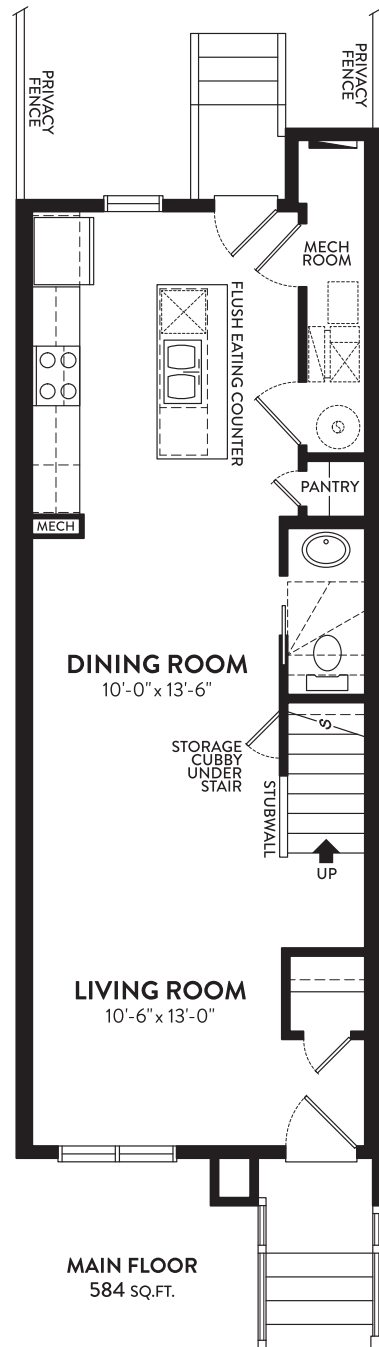 PRIVACY
FENCE
PRIVACY
FENCE
MECH
ROOM
FLUSH EATING COUNTER
PANTRY
MECH
DINING ROOM
10'-0" x 13'-6"
S
STORAGE
CUBBY
UNDER
STAIR
STUBWALL
UP
LIVING ROOM
10'-6" x 13'-0"
MAIN FLOOR
584 SQ.FT.